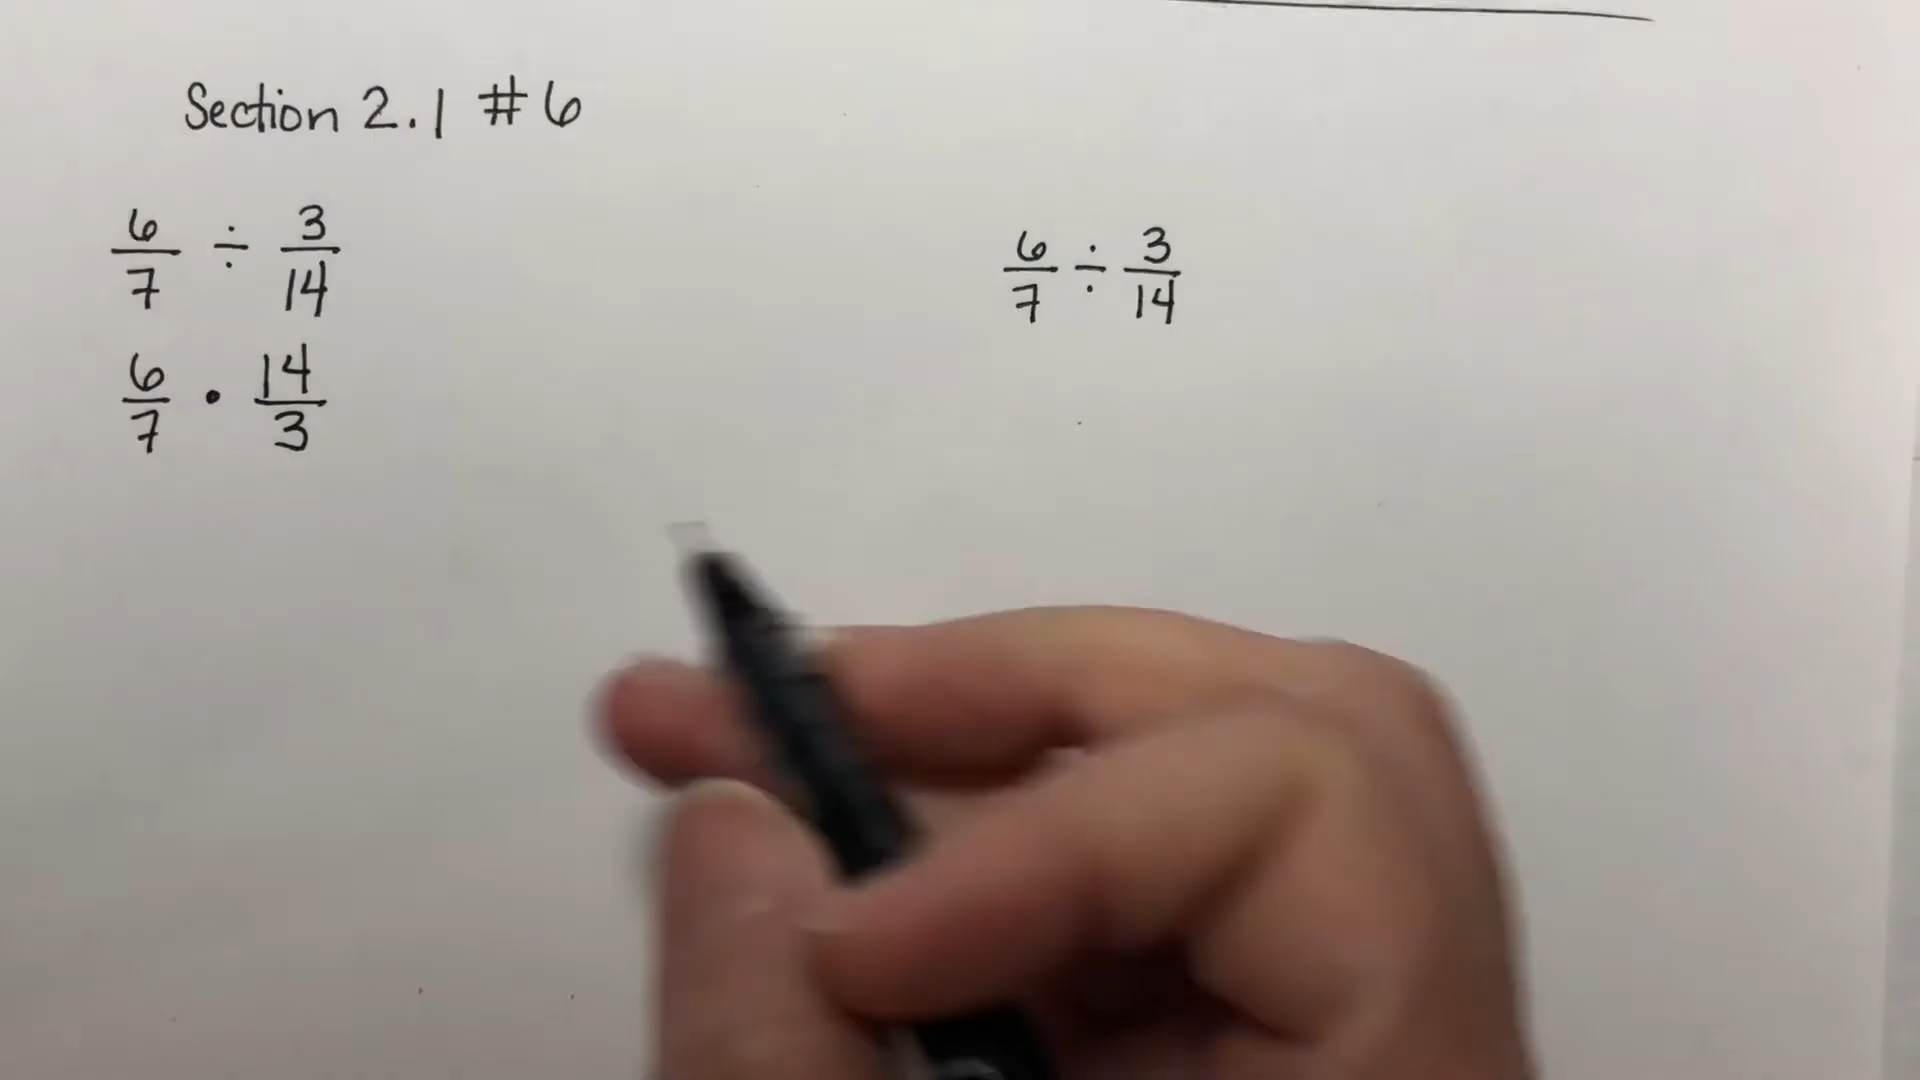 Section 2.1 #6
6/7 ÷ 3/14
6/7 • 14/3
6/7 ÷ 3/14